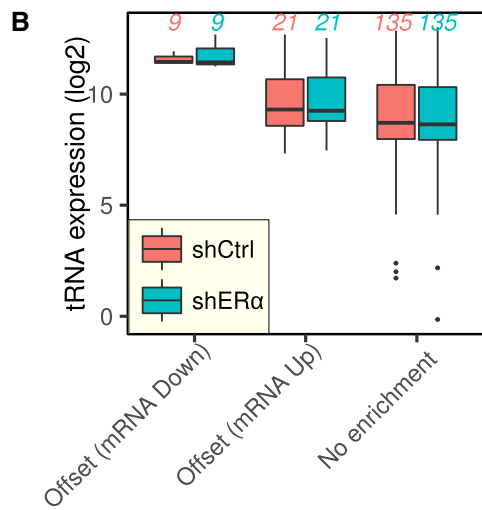 B
9 9 21 21 135 135
tRNA expression (log2)
10
5
0
shCtrl
shERα
Offset (mRNA Down)
Offset (mRNA Up)
No enrichment